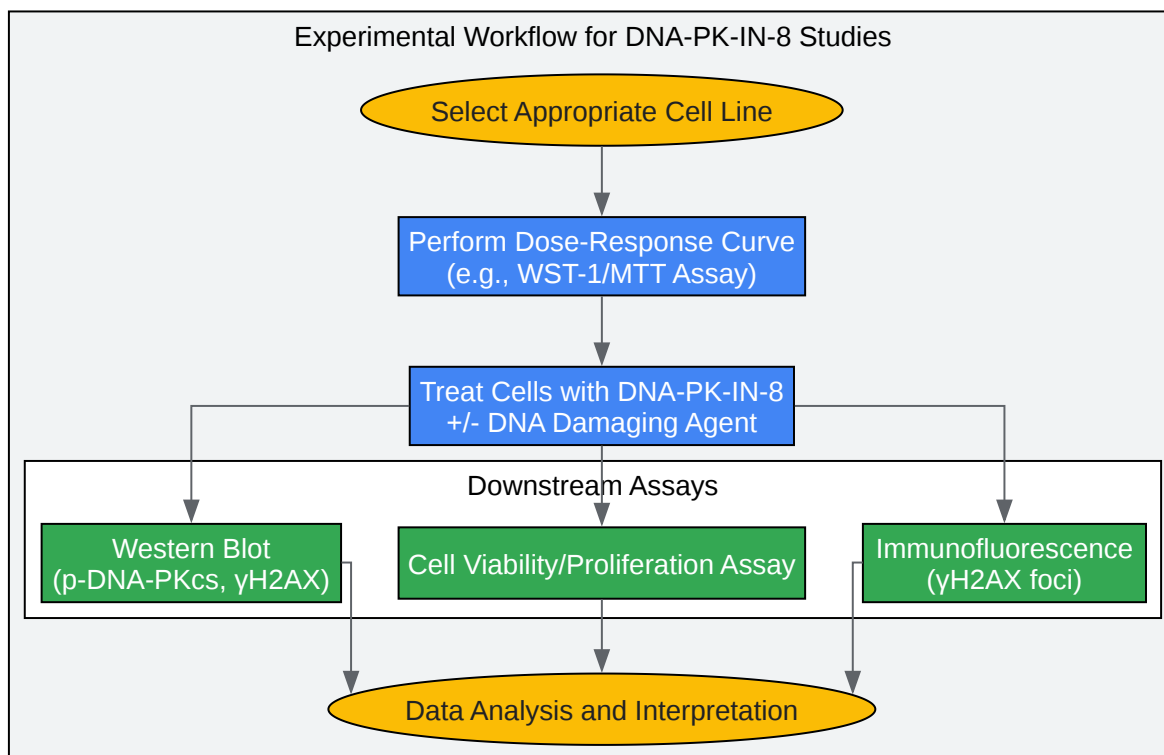 Experimental Workflow for DNA-PK-IN-8 Studies
Select Appropriate Cell Line
Perform Dose-Response Curve
(e.g., WST-1/MTT Assay)
Treat Cells with DNA-PK-IN-8
+/- DNA Damaging Agent
Downstream Assays
Western Blot
(p-DNA-PKcs, γH2AX)
Cell Viability/Proliferation Assay
Immunofluorescence
(γH2AX foci)
Data Analysis and Interpretation